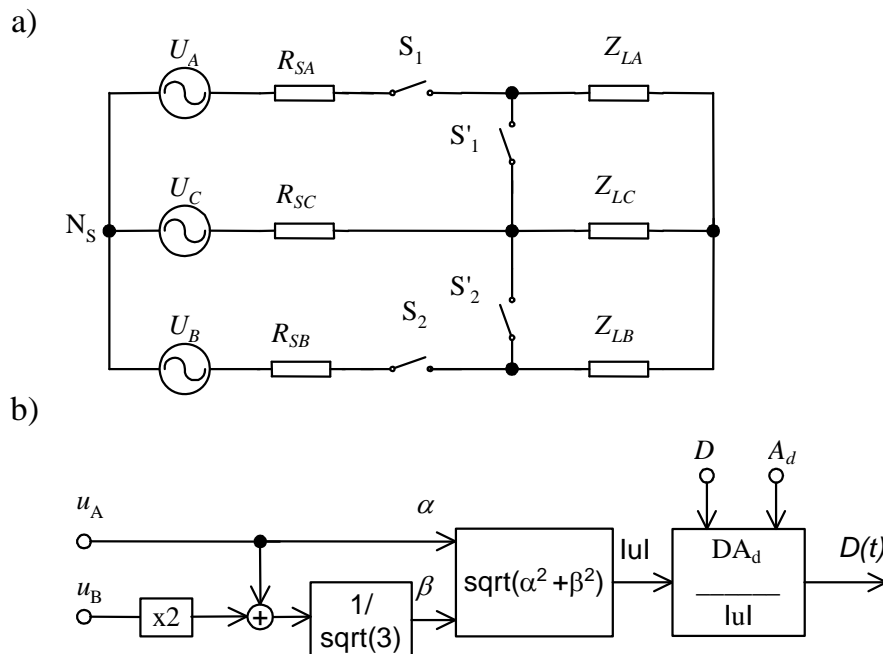 a)
U_A R_SA S_1 Z_LA
S'_1
U_C R_SC Z_LC
N_S
S'_2
U_B R_SB S_2 Z_LB
b)
D A_d
u_A α
|u| DA_d D(t)
sqrt(α² +β²)
u_B x2 + 1/ β |u|
sqrt(3)